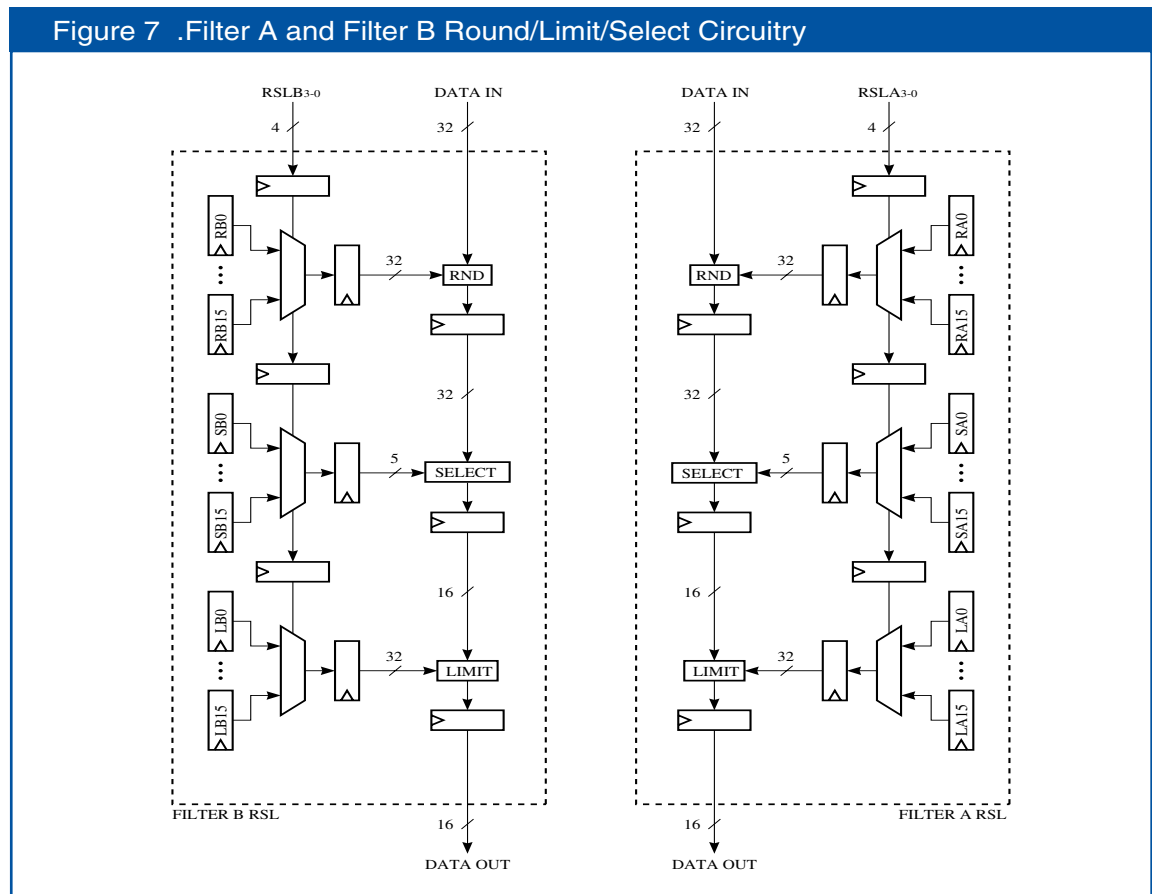 Figure 7 .Filter A and Filter B Round/Limit/Select Circuitry
RSLB3-0
DATA IN
DATA IN
RSLA3-0
4
32
32
4
RB0
RB15
32
RND
RND
32
RA0
RA15
32
32
SB0
SB15
5
SELECT
SELECT
5
SA0
SA15
16
16
LB0
LB15
32
LIMIT
LIMIT
32
LA0
LA15
FILTER B RSL
FILTER A RSL
16
16
DATA OUT
DATA OUT